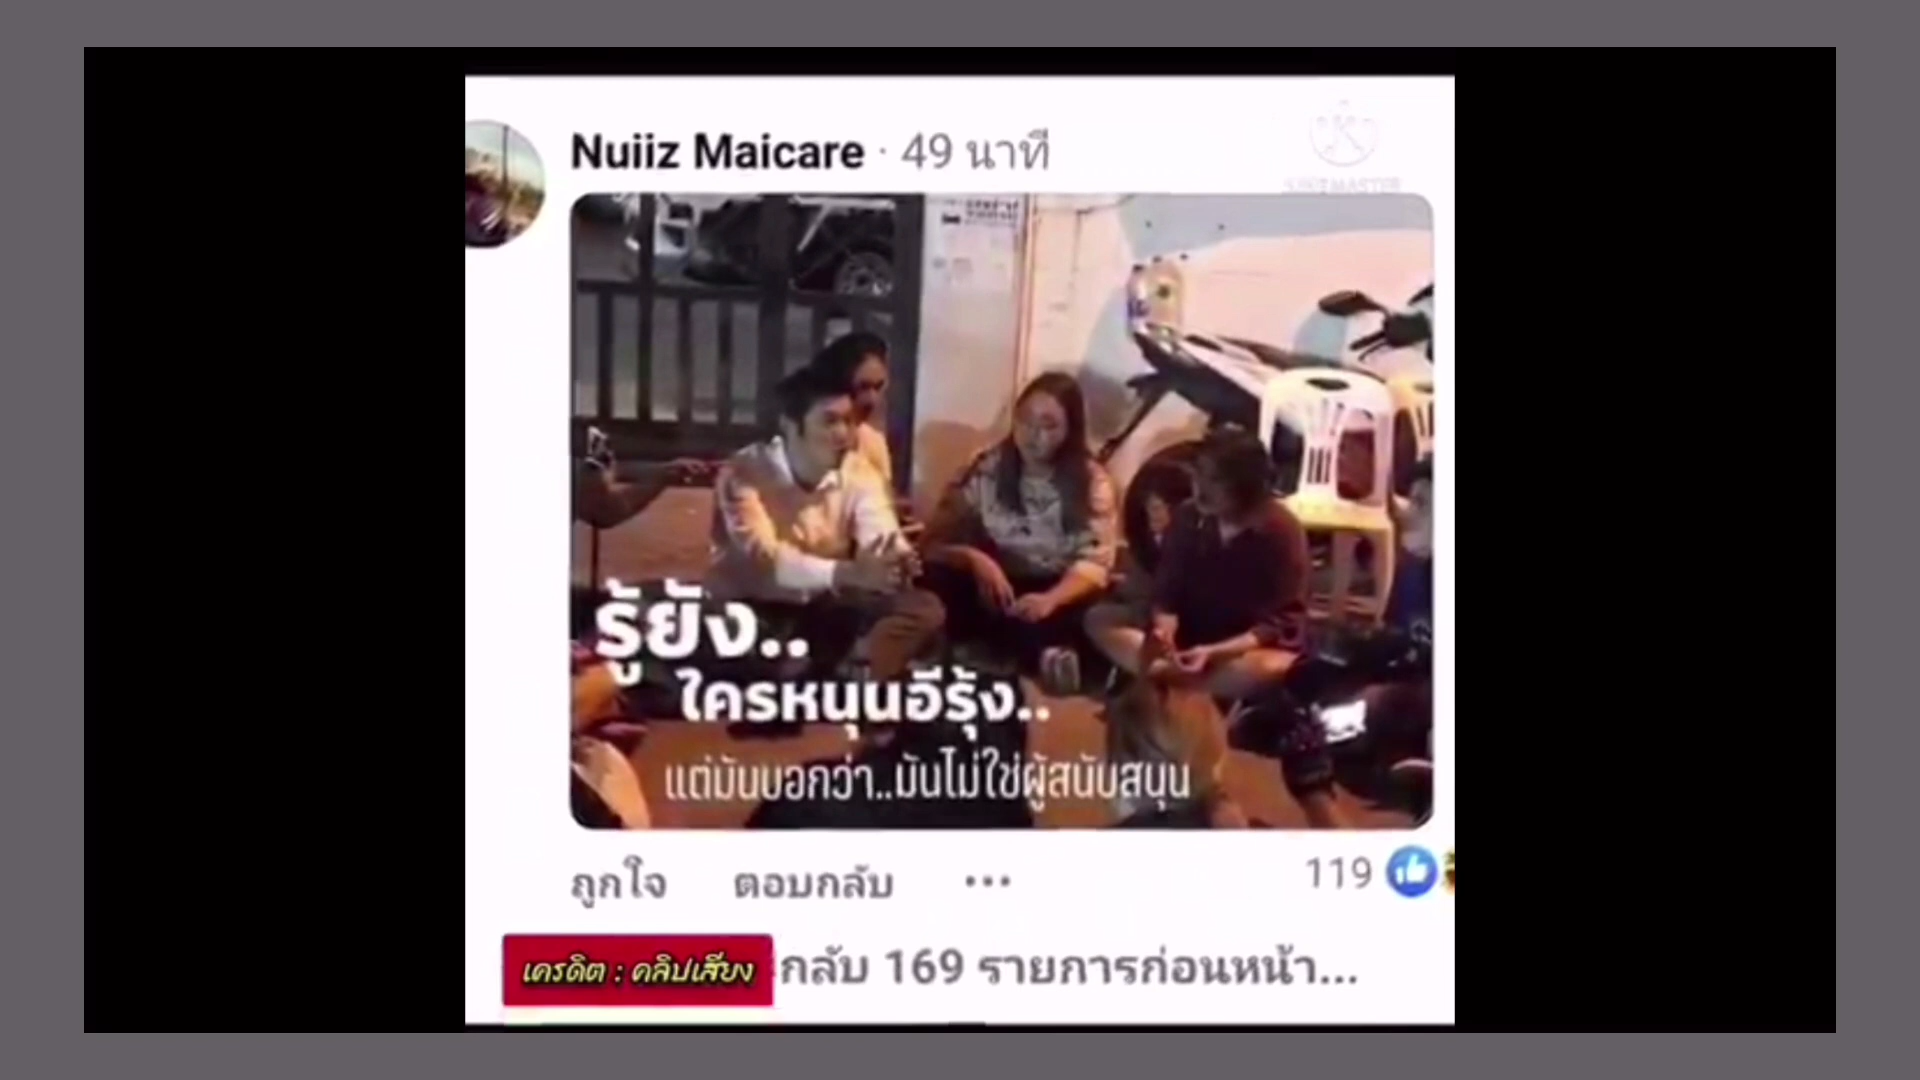 Nuiiz Maicare · 49 นาที
รู้ยัง..
ใครหนุนอีรุ้ง..
แต่มันบอกว่า..มันไม่ใช่ผู้สนับสนุน
ถูกใจ ตอบกลับ ••• 119
เครดิต : คลิปเสียง กลับ 169 รายการก่อนหน้า...